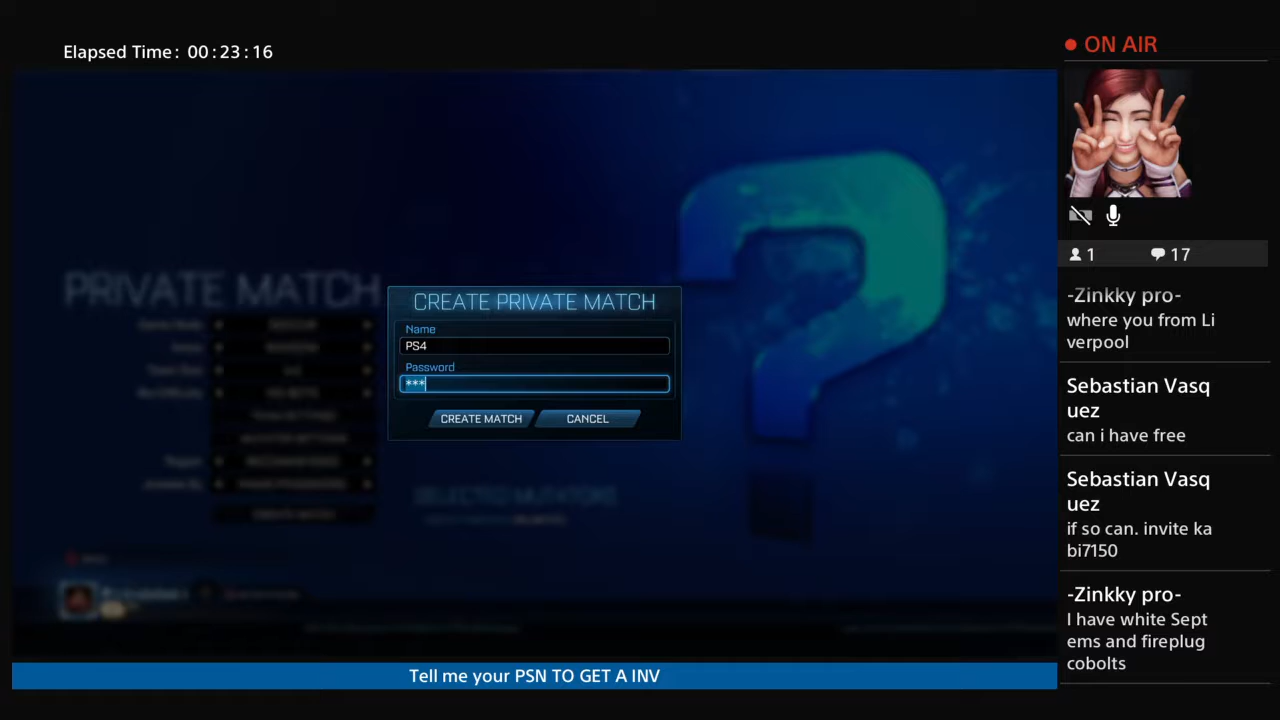 Elapsed Time: 00:23:16
ON AIR
PRIVATE MATCH
CREATE PRIVATE MATCH
Name
PS4
Password
***
CREATE MATCH
CANCEL
SELECTED MUTATORS
Tell me your PSN TO GET A INV
1
17
-Zinkky pro-
where you from Li
verpool
Sebastian Vasq
uez
can i have free
Sebastian Vasq
uez
if so can. invite ka
bi7150
-Zinkky pro-
I have white Sept
ems and fireplug
cobolts